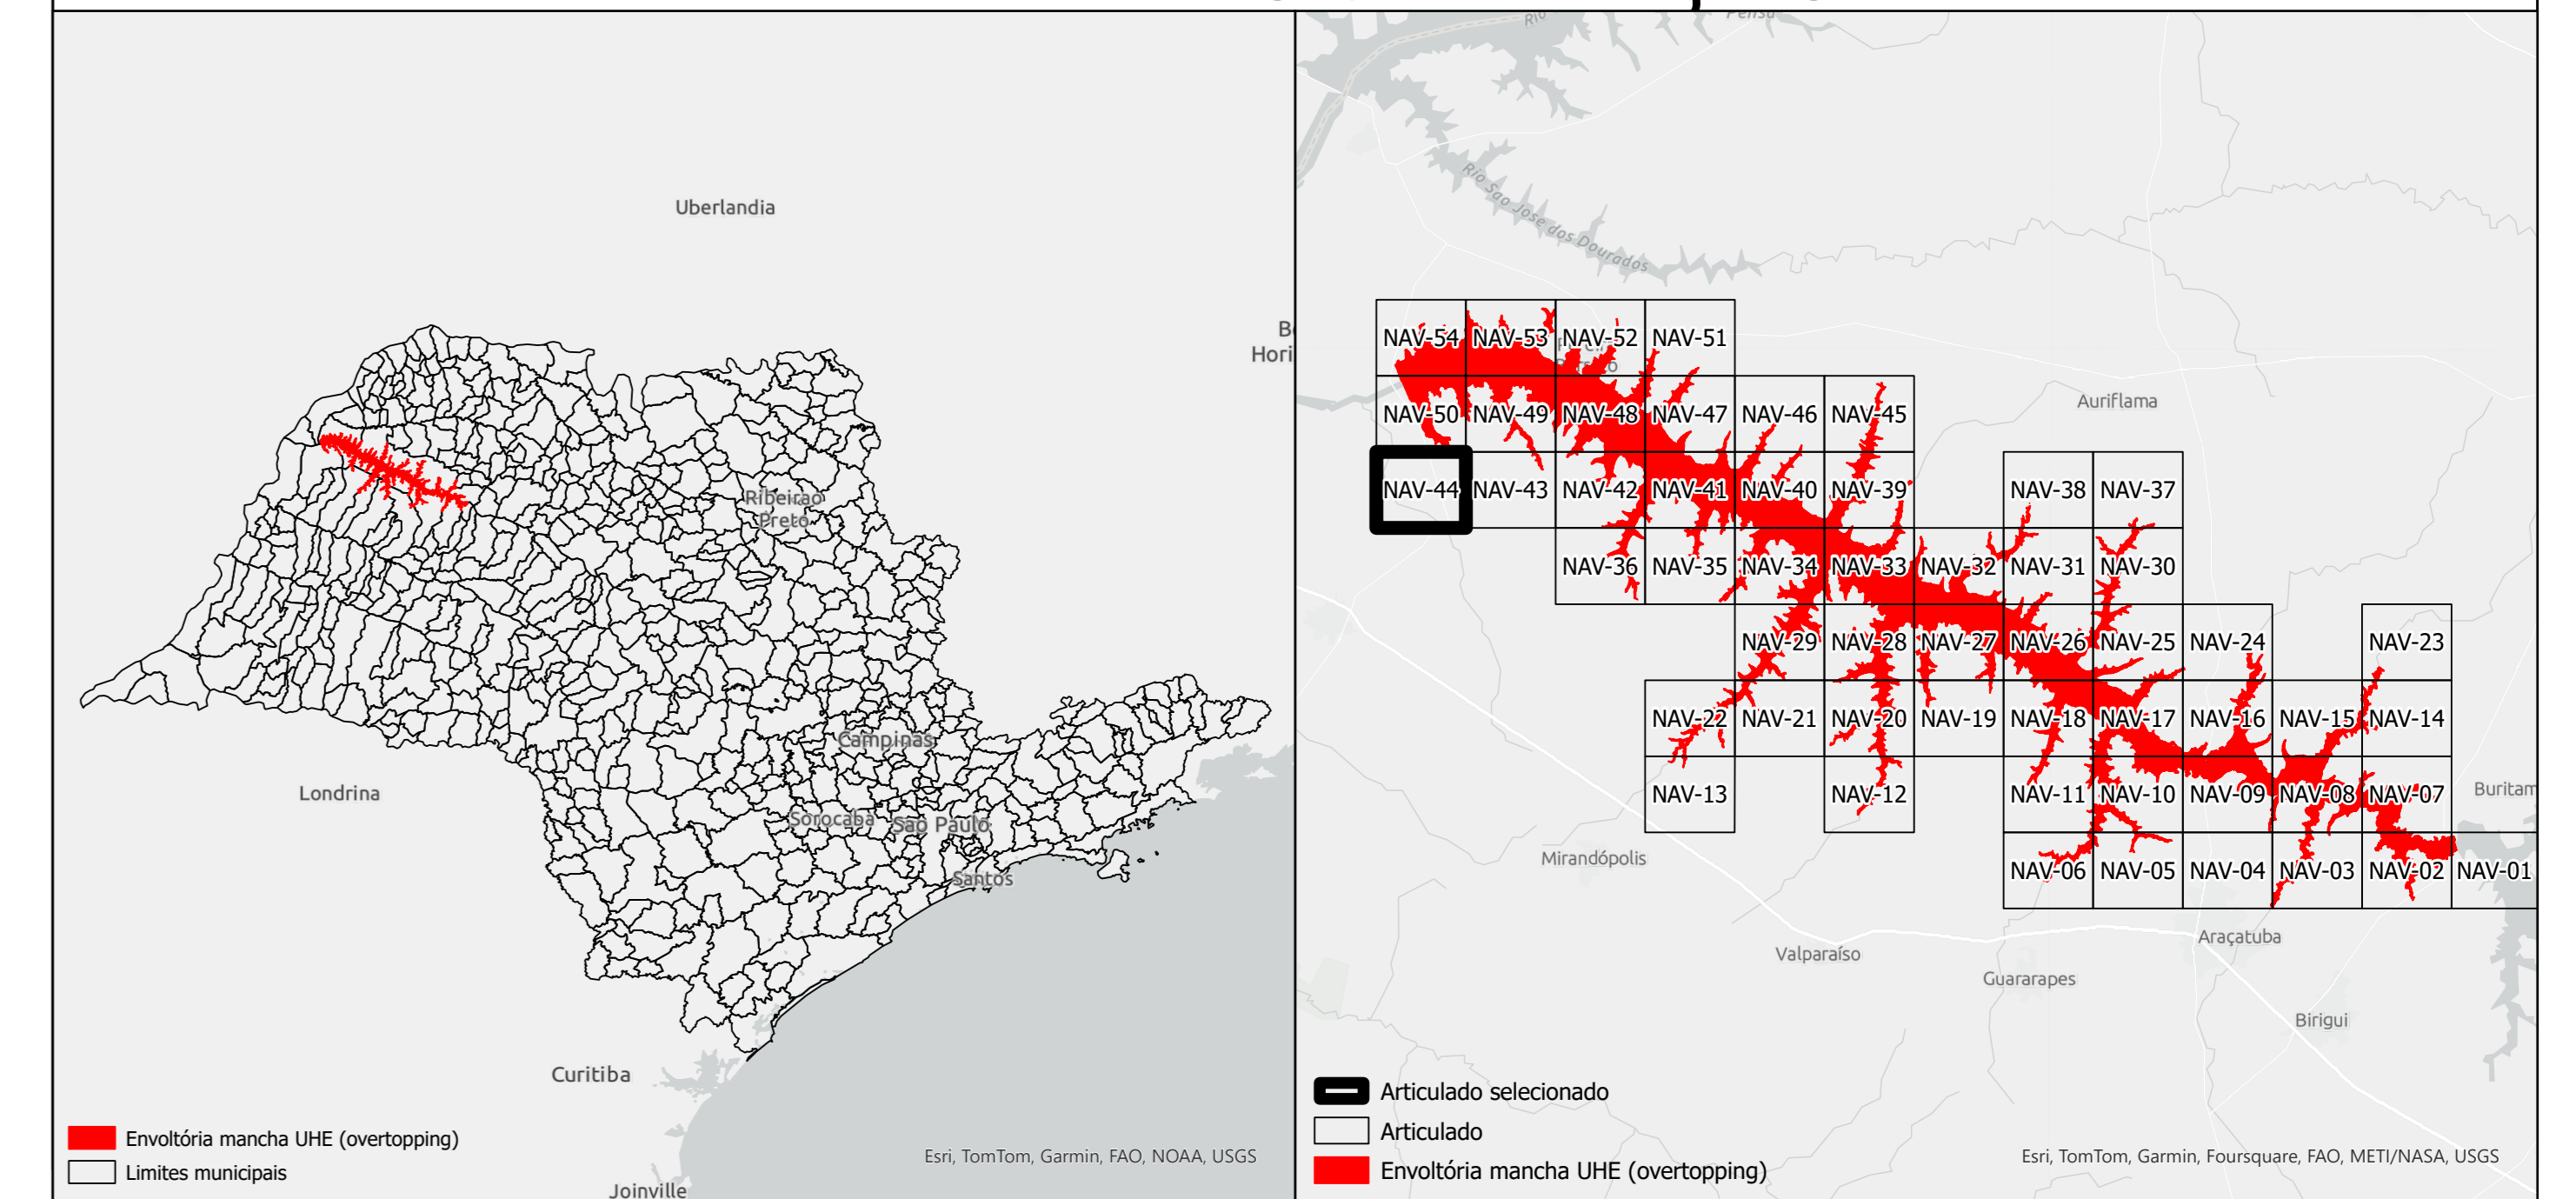 Uberlandia
Ribeirao
Preto
Campinas
Sorocaba
Sao Paulo
Santos
Londrina
Curitiba
Joinville
Envoltória mancha UHE (overtopping)
Limites municipais
Esri, TomTom, Garmin, FAO, NOAA, USGS
Rio
Rio Sao Jose dos Dourados
NAV-54 NAV-53 NAV-52 NAV-51
NAV-50 NAV-49 NAV-48 NAV-47 NAV-46 NAV-45
Auriflama
NAV-44 NAV-43 NAV-42 NAV-41 NAV-40 NAV-39 NAV-38 NAV-37
NAV-36 NAV-35 NAV-34 NAV-33 NAV-32 NAV-31 NAV-30
NAV-29 NAV-28 NAV-27 NAV-26 NAV-25 NAV-24 NAV-23
NAV-22 NAV-21 NAV-20 NAV-19 NAV-18 NAV-17 NAV-16 NAV-15 NAV-14
NAV-13 NAV-12 NAV-11 NAV-10 NAV-09 NAV-08 NAV-07
Buritam
NAV-06 NAV-05 NAV-04 NAV-03 NAV-02 NAV-01
Mirandópolis
Valparaíso
Araçatuba
Guararapes
Birigui
Articulado selecionado
Articulado
Envoltória mancha UHE (overtopping)
Esri, TomTom, Garmin, Foursquare, FAO, METI/NASA, USGS